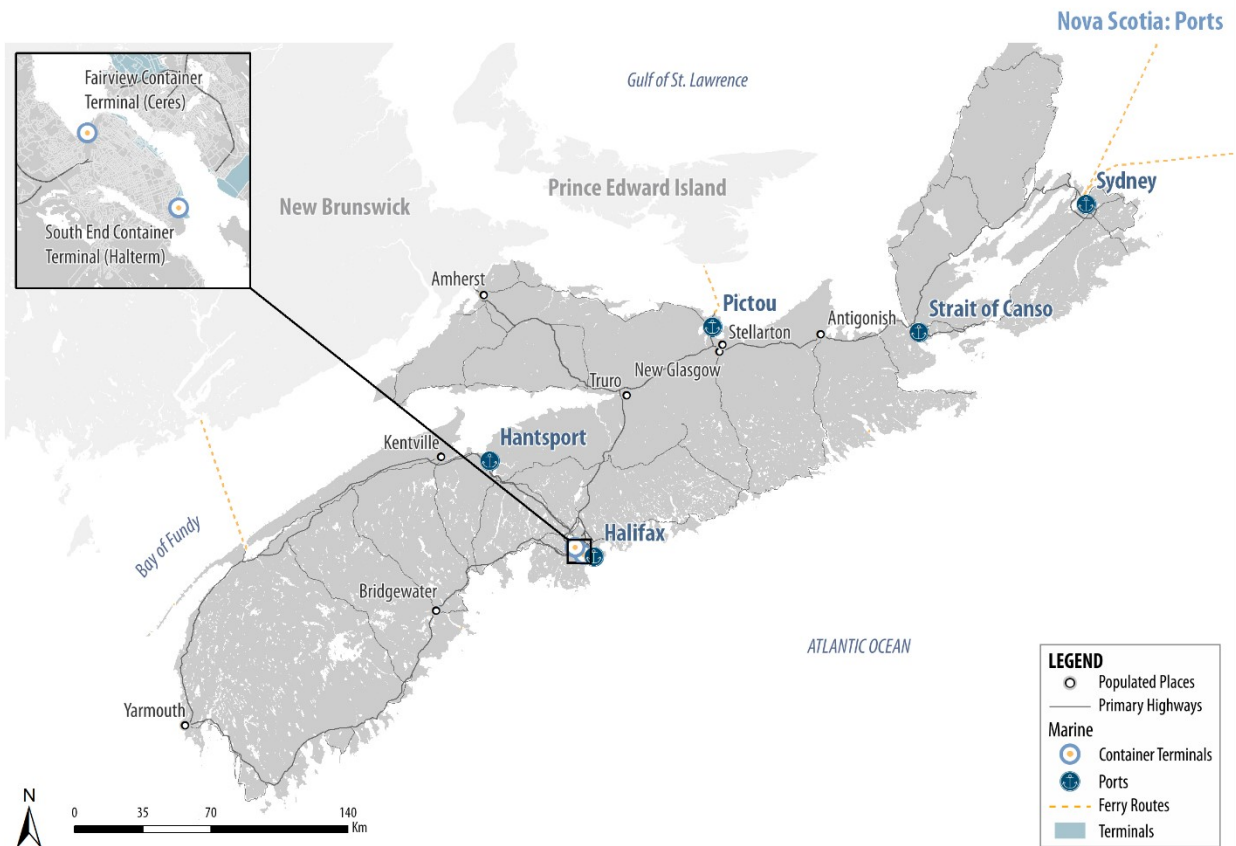 Nova Scotia: Ports
Fairview Container
Terminal (Ceres)
South End Container
Terminal (Halterm)
Gulf of St. Lawrence
Prince Edward Island
New Brunswick
Sydney
Amherst
Pictou
Strait of Canso
Antigonish
Stellarton
New Glasgow
Truro
Hantsport
Kentville
Bay of Fundy
Halifax
Bridgewater
ATLANTIC OCEAN
Yarmouth
LEGEND
Populated Places
Primary Highways
Marine
Container Terminals
Ports
Ferry Routes
Terminals
N
0 35 70 140
Km